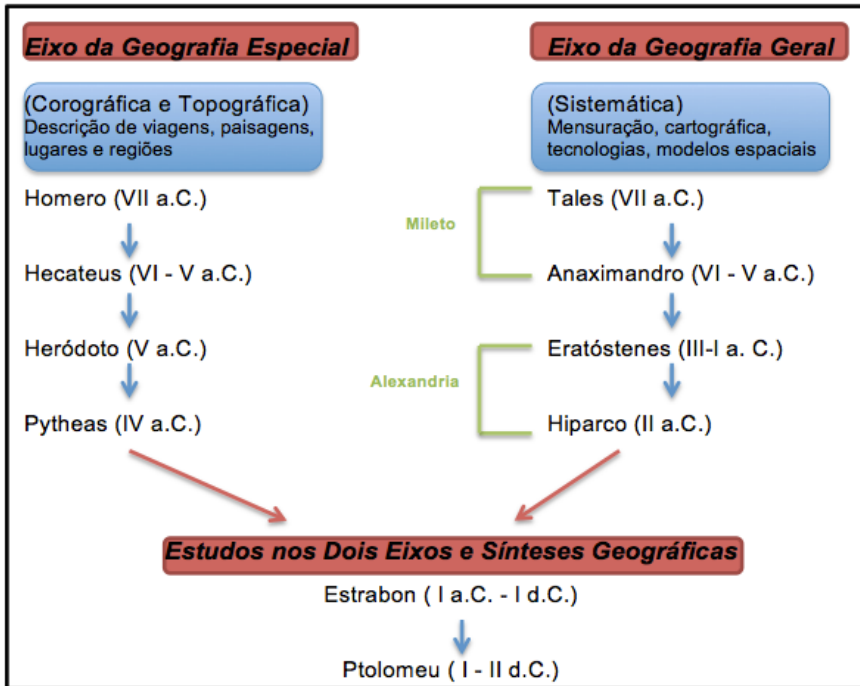 Eixo da Geografia Especial
(Corográfica e Topográfica)
Descrição de viagens, paisagens,
lugares e regiões
Homero (VII a.C.)
Hecateus (VI - V a.C.)
Heródoto (V a.C.)
Pytheas (IV a.C.)
Eixo da Geografia Geral
(Sistemática)
Mensuração, cartográfica,
tecnologias, modelos espaciais
Mileto
Tales (VII a.C.)
Anaximandro (VI - V a.C.)
Alexandria
Eratóstenes (III-I a. C.)
Hiparco (II a.C.)
Estudos nos Dois Eixos e Sínteses Geográficas
Estrabon ( I a.C. - I d.C.)
Ptolomeu ( I - II d.C.)